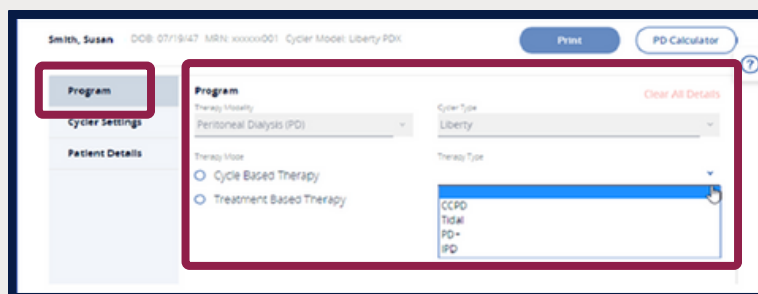 Smith, Susan DOB: 07/19/47 MRN: xxxxxx001 Cycler Model: Liberty PDX Print PD Calculator
?
Program
Cycler Settings
Patient Details
Program Clear All Details
Therapy Modality Cycler Type
Peritoneal Dialysis (PD) Liberty
Therapy Mode Therapy Type
Cycle Based Therapy
Treatment Based Therapy
CCPD
Tidal
PD+
IPD